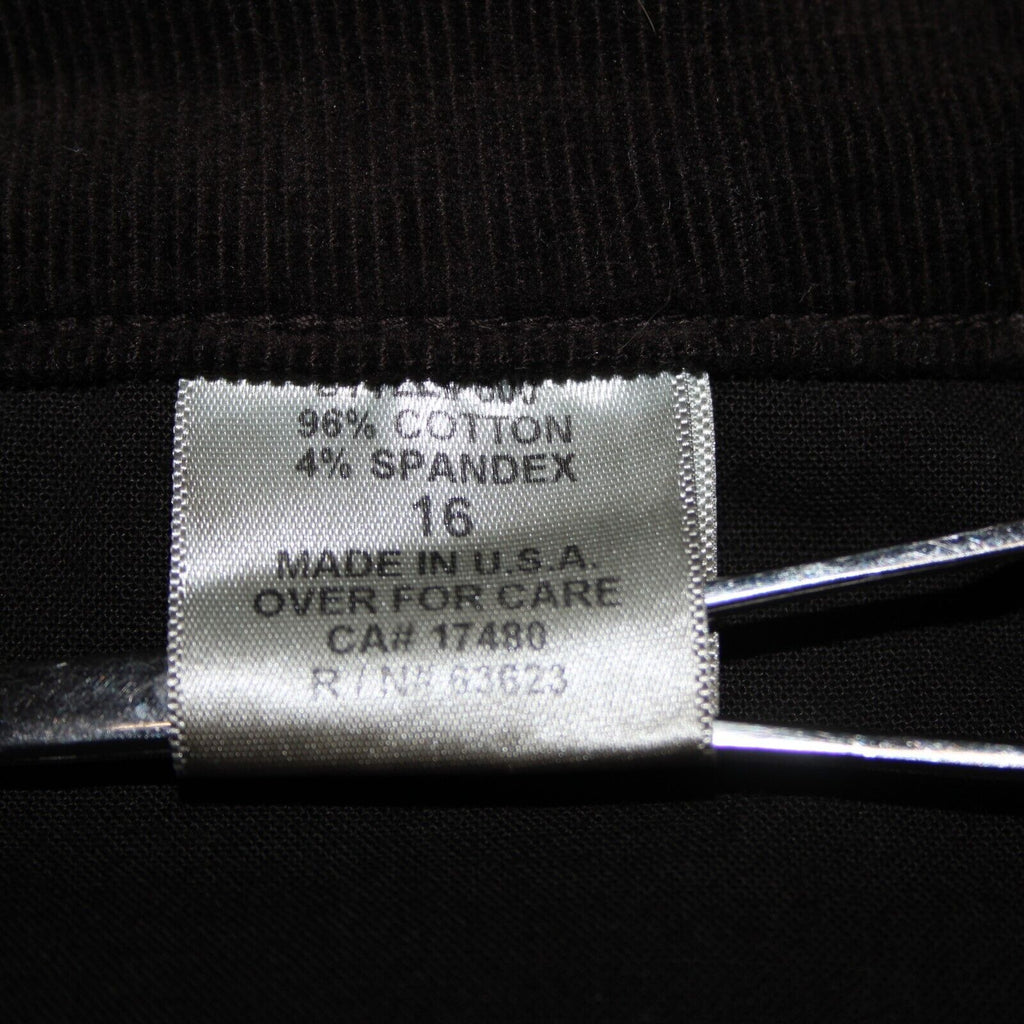 96% COTTON
4% SPANDEX
16
MADE IN U.S.A.
OVER FOR CARE
CA# 17480
R / N# 63623